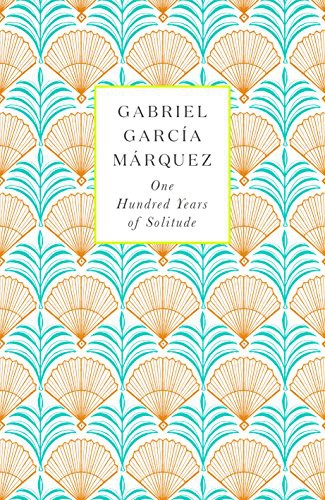 GABRIEL
GARCÍA
MÁRQUEZ
One
Hundred Years
of Solitude